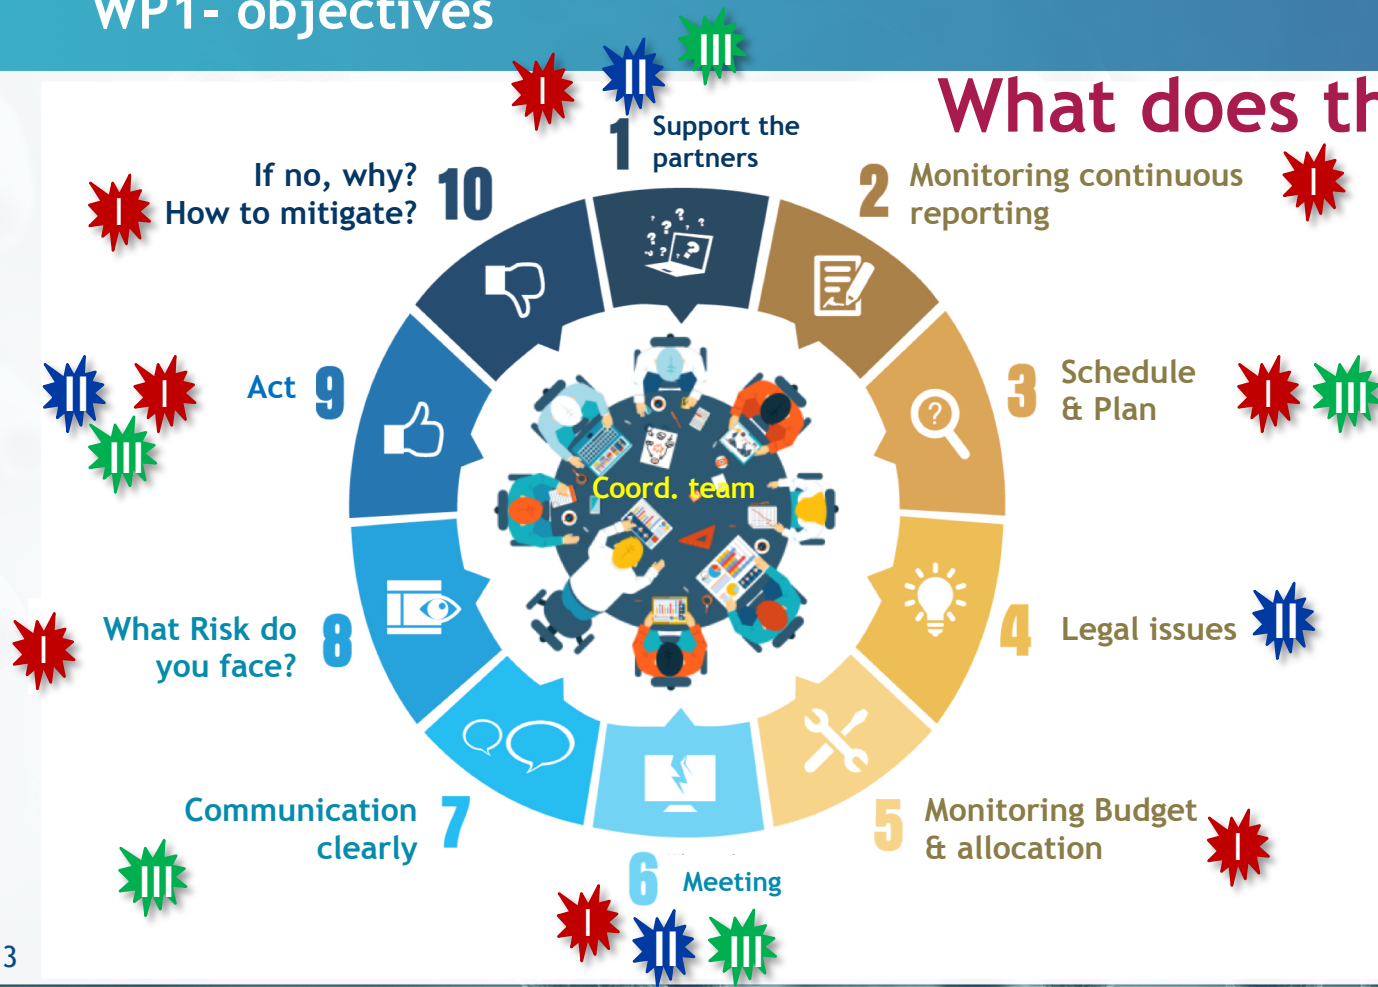 WP1- objectives
What does th
I
II
III
1
Support the
partners
I
If no, why?
How to mitigate?
10
2
Monitoring continuous
reporting
I
II
I
III
Act
9
3
Schedule
& Plan
I
III
Coord. team
I
What Risk do
you face?
8
4
Legal issues
II
III
Communication
clearly
7
5
Monitoring Budget
& allocation
I
6
Meeting
I
II
III
3